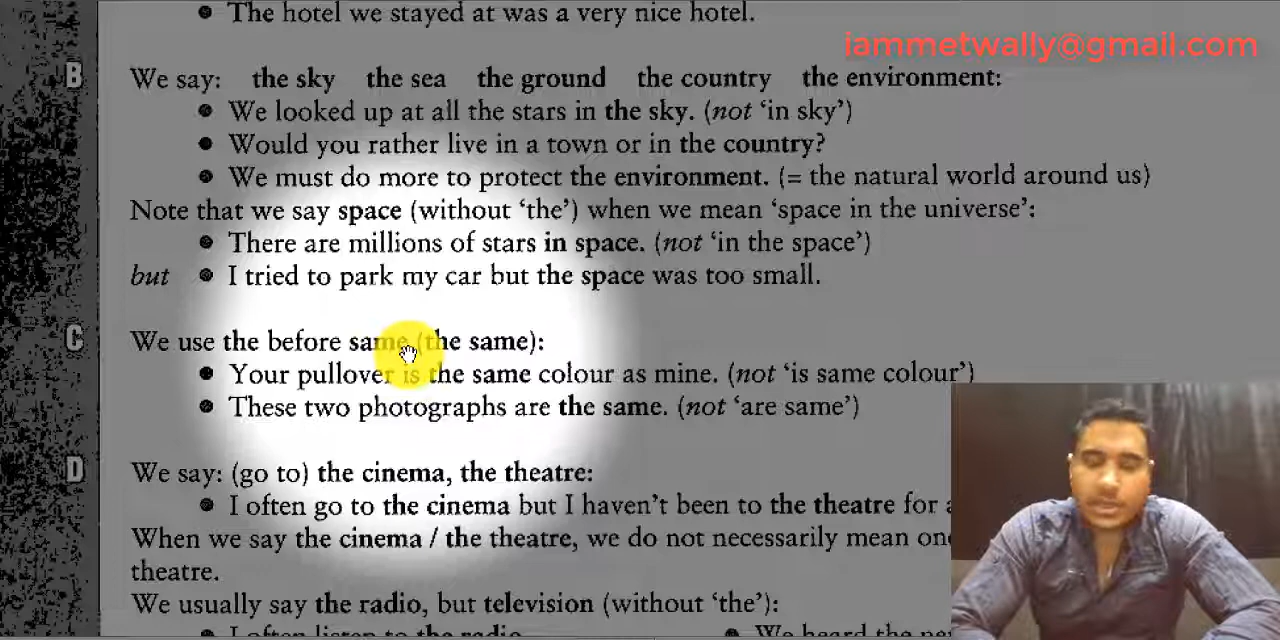 • The hotel we stayed at was a very nice hotel.
iammetwally@gmail.com
B We say: the sky the sea the ground the country the environment:
• We looked up at all the stars in the sky. (not ‘in sky’)
• Would you rather live in a town or in the country?
• We must do more to protect the environment. (= the natural world around us)
Note that we say space (without ‘the’) when we mean ‘space in the universe’:
• There are millions of stars in space. (not ‘in the space’)
but • I tried to park my car but the space was too small.
C We use the before same (the same):
• Your pullover is the same colour as mine. (not ‘is same colour’)
• These two photographs are the same. (not ‘are same’)
D We say: (go to) the cinema, the theatre:
• I often go to the cinema but I haven’t been to the theatre for
When we say the cinema / the theatre, we do not necessarily mean
theatre.
We usually say the radio, but television (without ‘the’):
• I often listen to the radio • We heard the